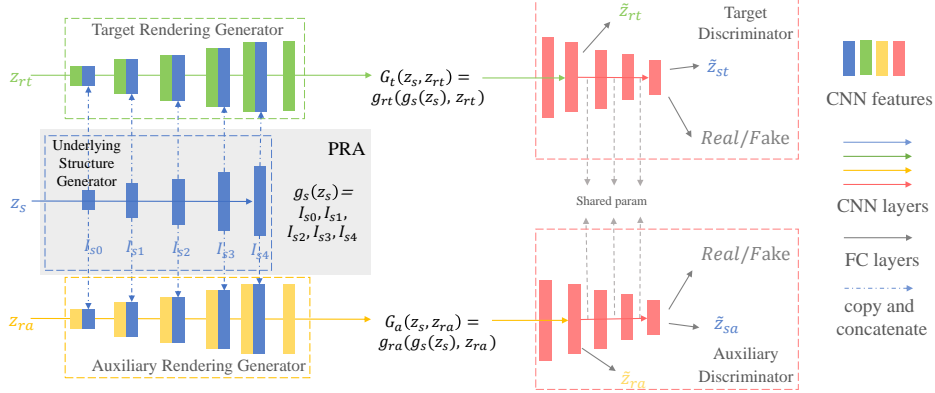 Target Rendering Generator
z_rt
G_t(z_s, z_rt) =
g_rt(g_s(z_s), z_rt)
z̃_rt
Target
Discriminator
z̃_st
Real/Fake
CNN features
Underlying
Structure
Generator
PRA
z_s
g_s(z_s)=
I_s0, I_s1,
I_s2, I_s3, I_s4
I_s0 I_s1 I_s2 I_s3 I_s4
Shared param
CNN layers
FC layers
copy and
concatenate
z_ra
G_a(z_s, z_ra) =
g_ra(g_s(z_s), z_ra)
Auxiliary Rendering Generator
Real/Fake
z̃_sa
z̃_ra
Auxiliary
Discriminator